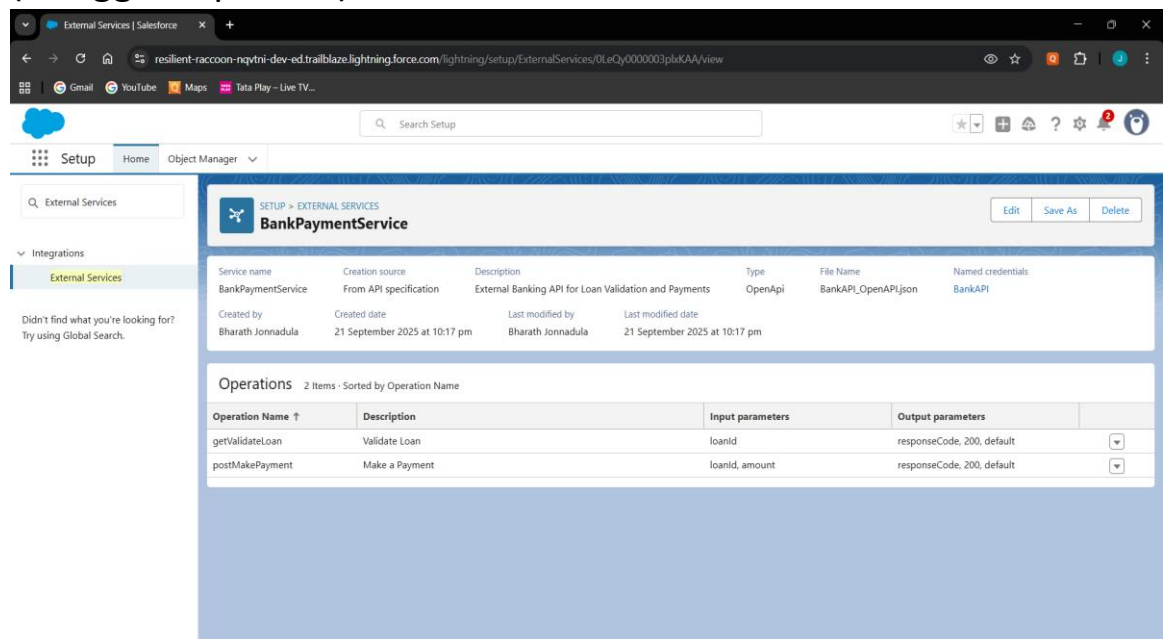 External Services | Salesforce
resilient-raccoon-nqvtni-dev-ed.trailblaze.lightning.force.com/lightning/setup/ExternalServices/0LeQy0000003plxKAA/view
Gmail YouTube Maps Tata Play – Live TV...
Search Setup
2
Setup Home Object Manager
External Services
Integrations
External Services
Didn't find what you're looking for?
Try using Global Search.
SETUP > EXTERNAL SERVICES
BankPaymentService
Edit Save As Delete
Service name Creation source Description Type File Name Named credentials
BankPaymentService From API specification External Banking API for Loan Validation and Payments OpenApi BankAPI_OpenAPI.json BankAPI
Created by Created date Last modified by Last modified date
Bharath Jonnadula 21 September 2025 at 10:17 pm Bharath Jonnadula 21 September 2025 at 10:17 pm
Operations 2 Items · Sorted by Operation Name
Operation Name ↑ Description Input parameters Output parameters
getValidateLoan Validate Loan loanId responseCode, 200, default
postMakePayment Make a Payment loanId, amount responseCode, 200, default